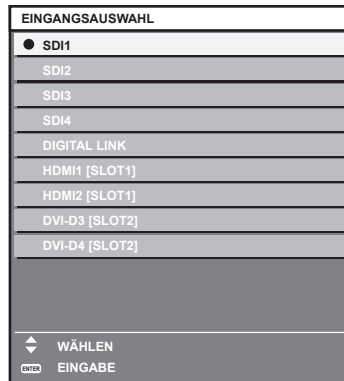 EINGANGSAUSWAHL
SDI1
SDI2
SDI3
SDI4
DIGITAL LINK
HDMI1 [SLOT1]
HDMI2 [SLOT1]
DVI-D3 [SLOT2]
DVI-D4 [SLOT2]
WÄHLEN
ENTER EINGABE